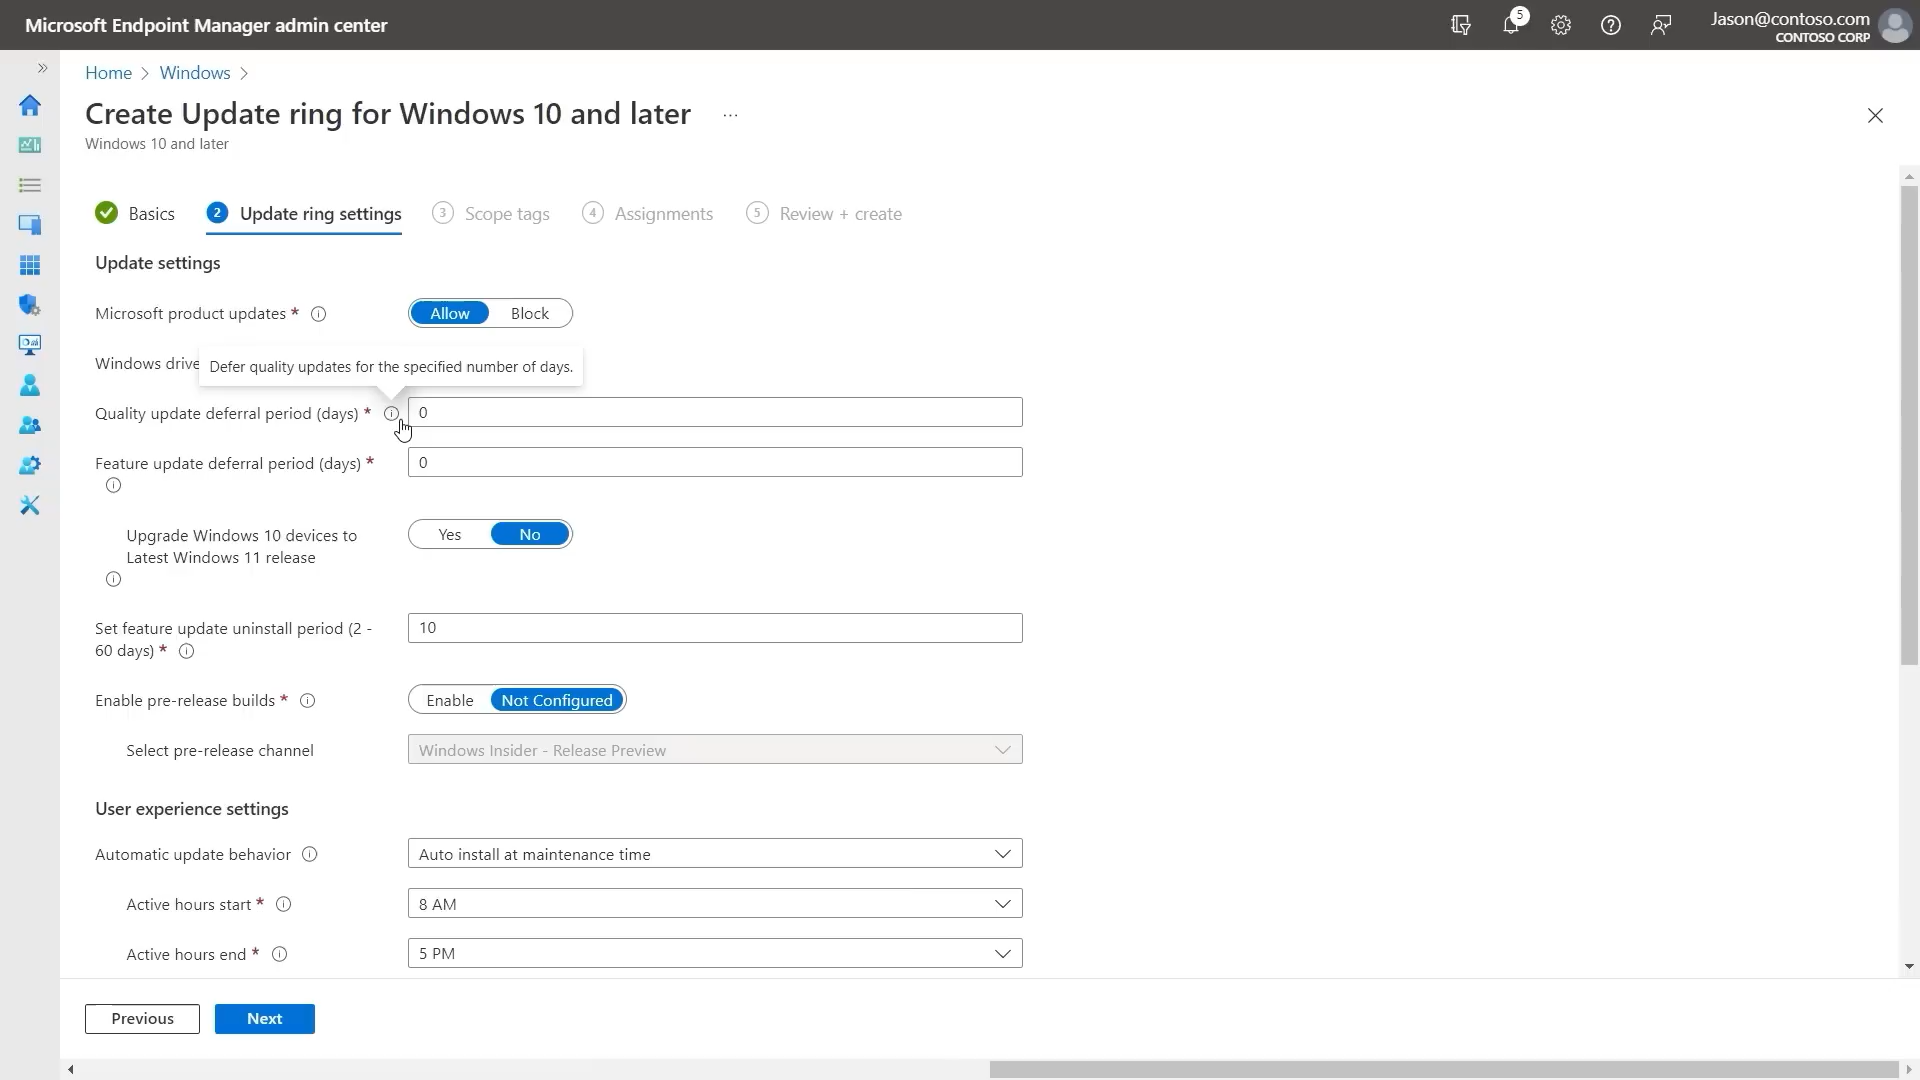 Microsoft Endpoint Manager admin center
5
Jason@contoso.com
CONTOSO CORP
Home
Windows
Create Update ring for Windows 10 and later
...
Windows 10 and later
Basics
2 Update ring settings
3 Scope tags
4 Assignments
5 Review + create
Update settings
Microsoft product updates *
Allow
Block
Windows drive
Defer quality updates for the specified number of days.
Quality update deferral period (days) *
0
Feature update deferral period (days) *
0
Upgrade Windows 10 devices to
Latest Windows 11 release
Yes
No
Set feature update uninstall period (2 -
60 days) *
10
Enable pre-release builds *
Enable
Not Configured
Select pre-release channel
Windows Insider - Release Preview
User experience settings
Automatic update behavior
Auto install at maintenance time
Active hours start *
8 AM
Active hours end *
5 PM
Previous
Next